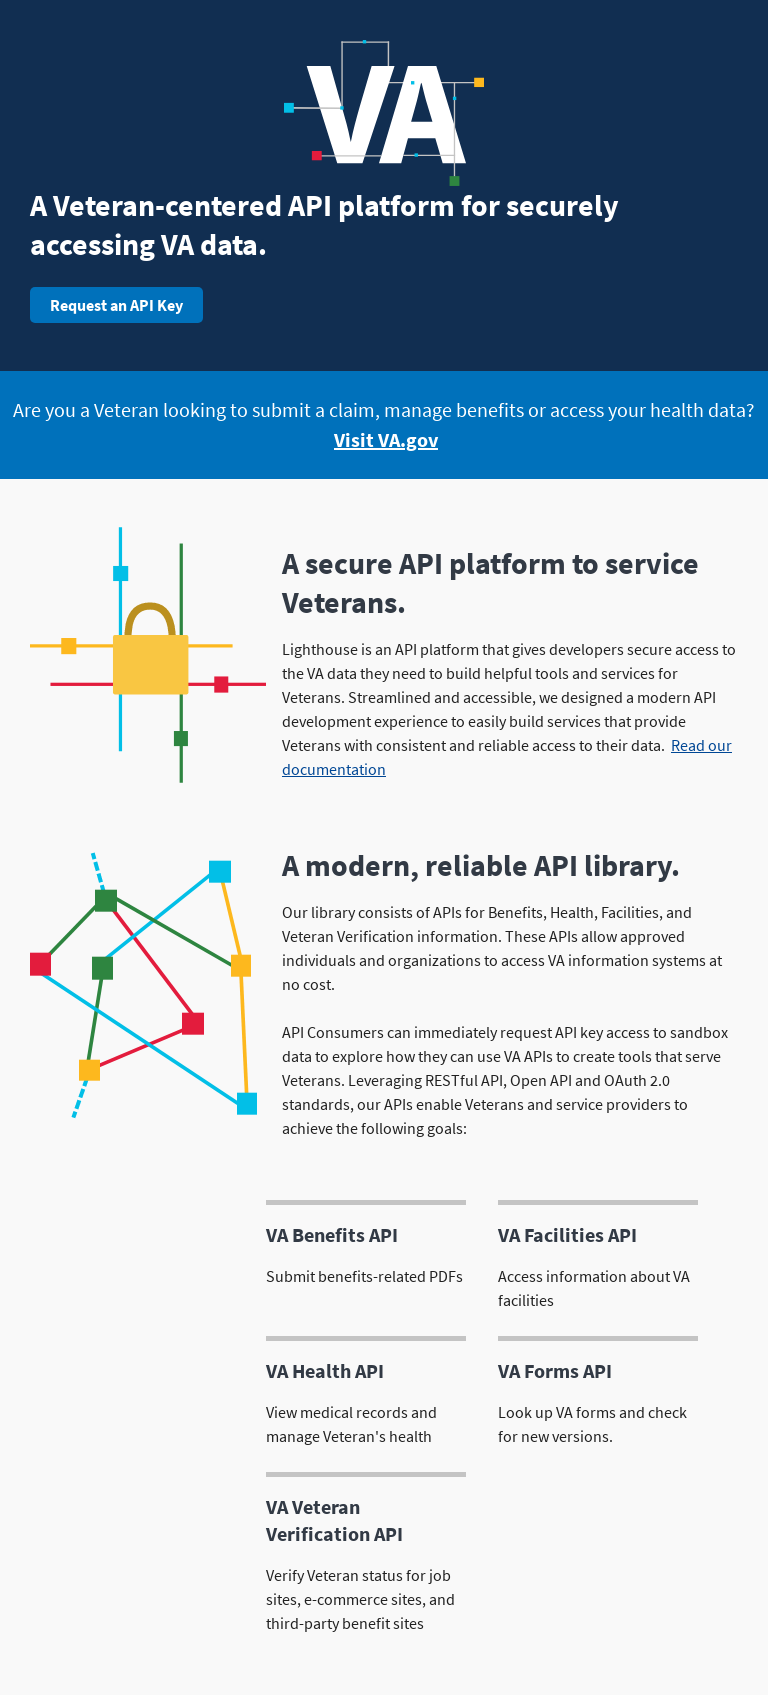 VA
A Veteran-centered API platform for securely
accessing VA data.
Request an API Key
Are you a Veteran looking to submit a claim, manage benefits or access your health data?
Visit VA.gov
A secure API platform to service
Veterans.
Lighthouse is an API platform that gives developers secure access to
the VA data they need to build helpful tools and services for
Veterans. Streamlined and accessible, we designed a modern API
development experience to easily build services that provide
Veterans with consistent and reliable access to their data. Read our
documentation
A modern, reliable API library.
Our library consists of APIs for Benefits, Health, Facilities, and
Veteran Verification information. These APIs allow approved
individuals and organizations to access VA information systems at
no cost.
API Consumers can immediately request API key access to sandbox
data to explore how they can use VA APIs to create tools that serve
Veterans. Leveraging RESTful API, Open API and OAuth 2.0
standards, our APIs enable Veterans and service providers to
achieve the following goals:
VA Benefits API
Submit benefits-related PDFs
VA Facilities API
Access information about VA
facilities
VA Health API
View medical records and
manage Veteran's health
VA Forms API
Look up VA forms and check
for new versions.
VA Veteran
Verification API
Verify Veteran status for job
sites, e-commerce sites, and
third-party benefit sites